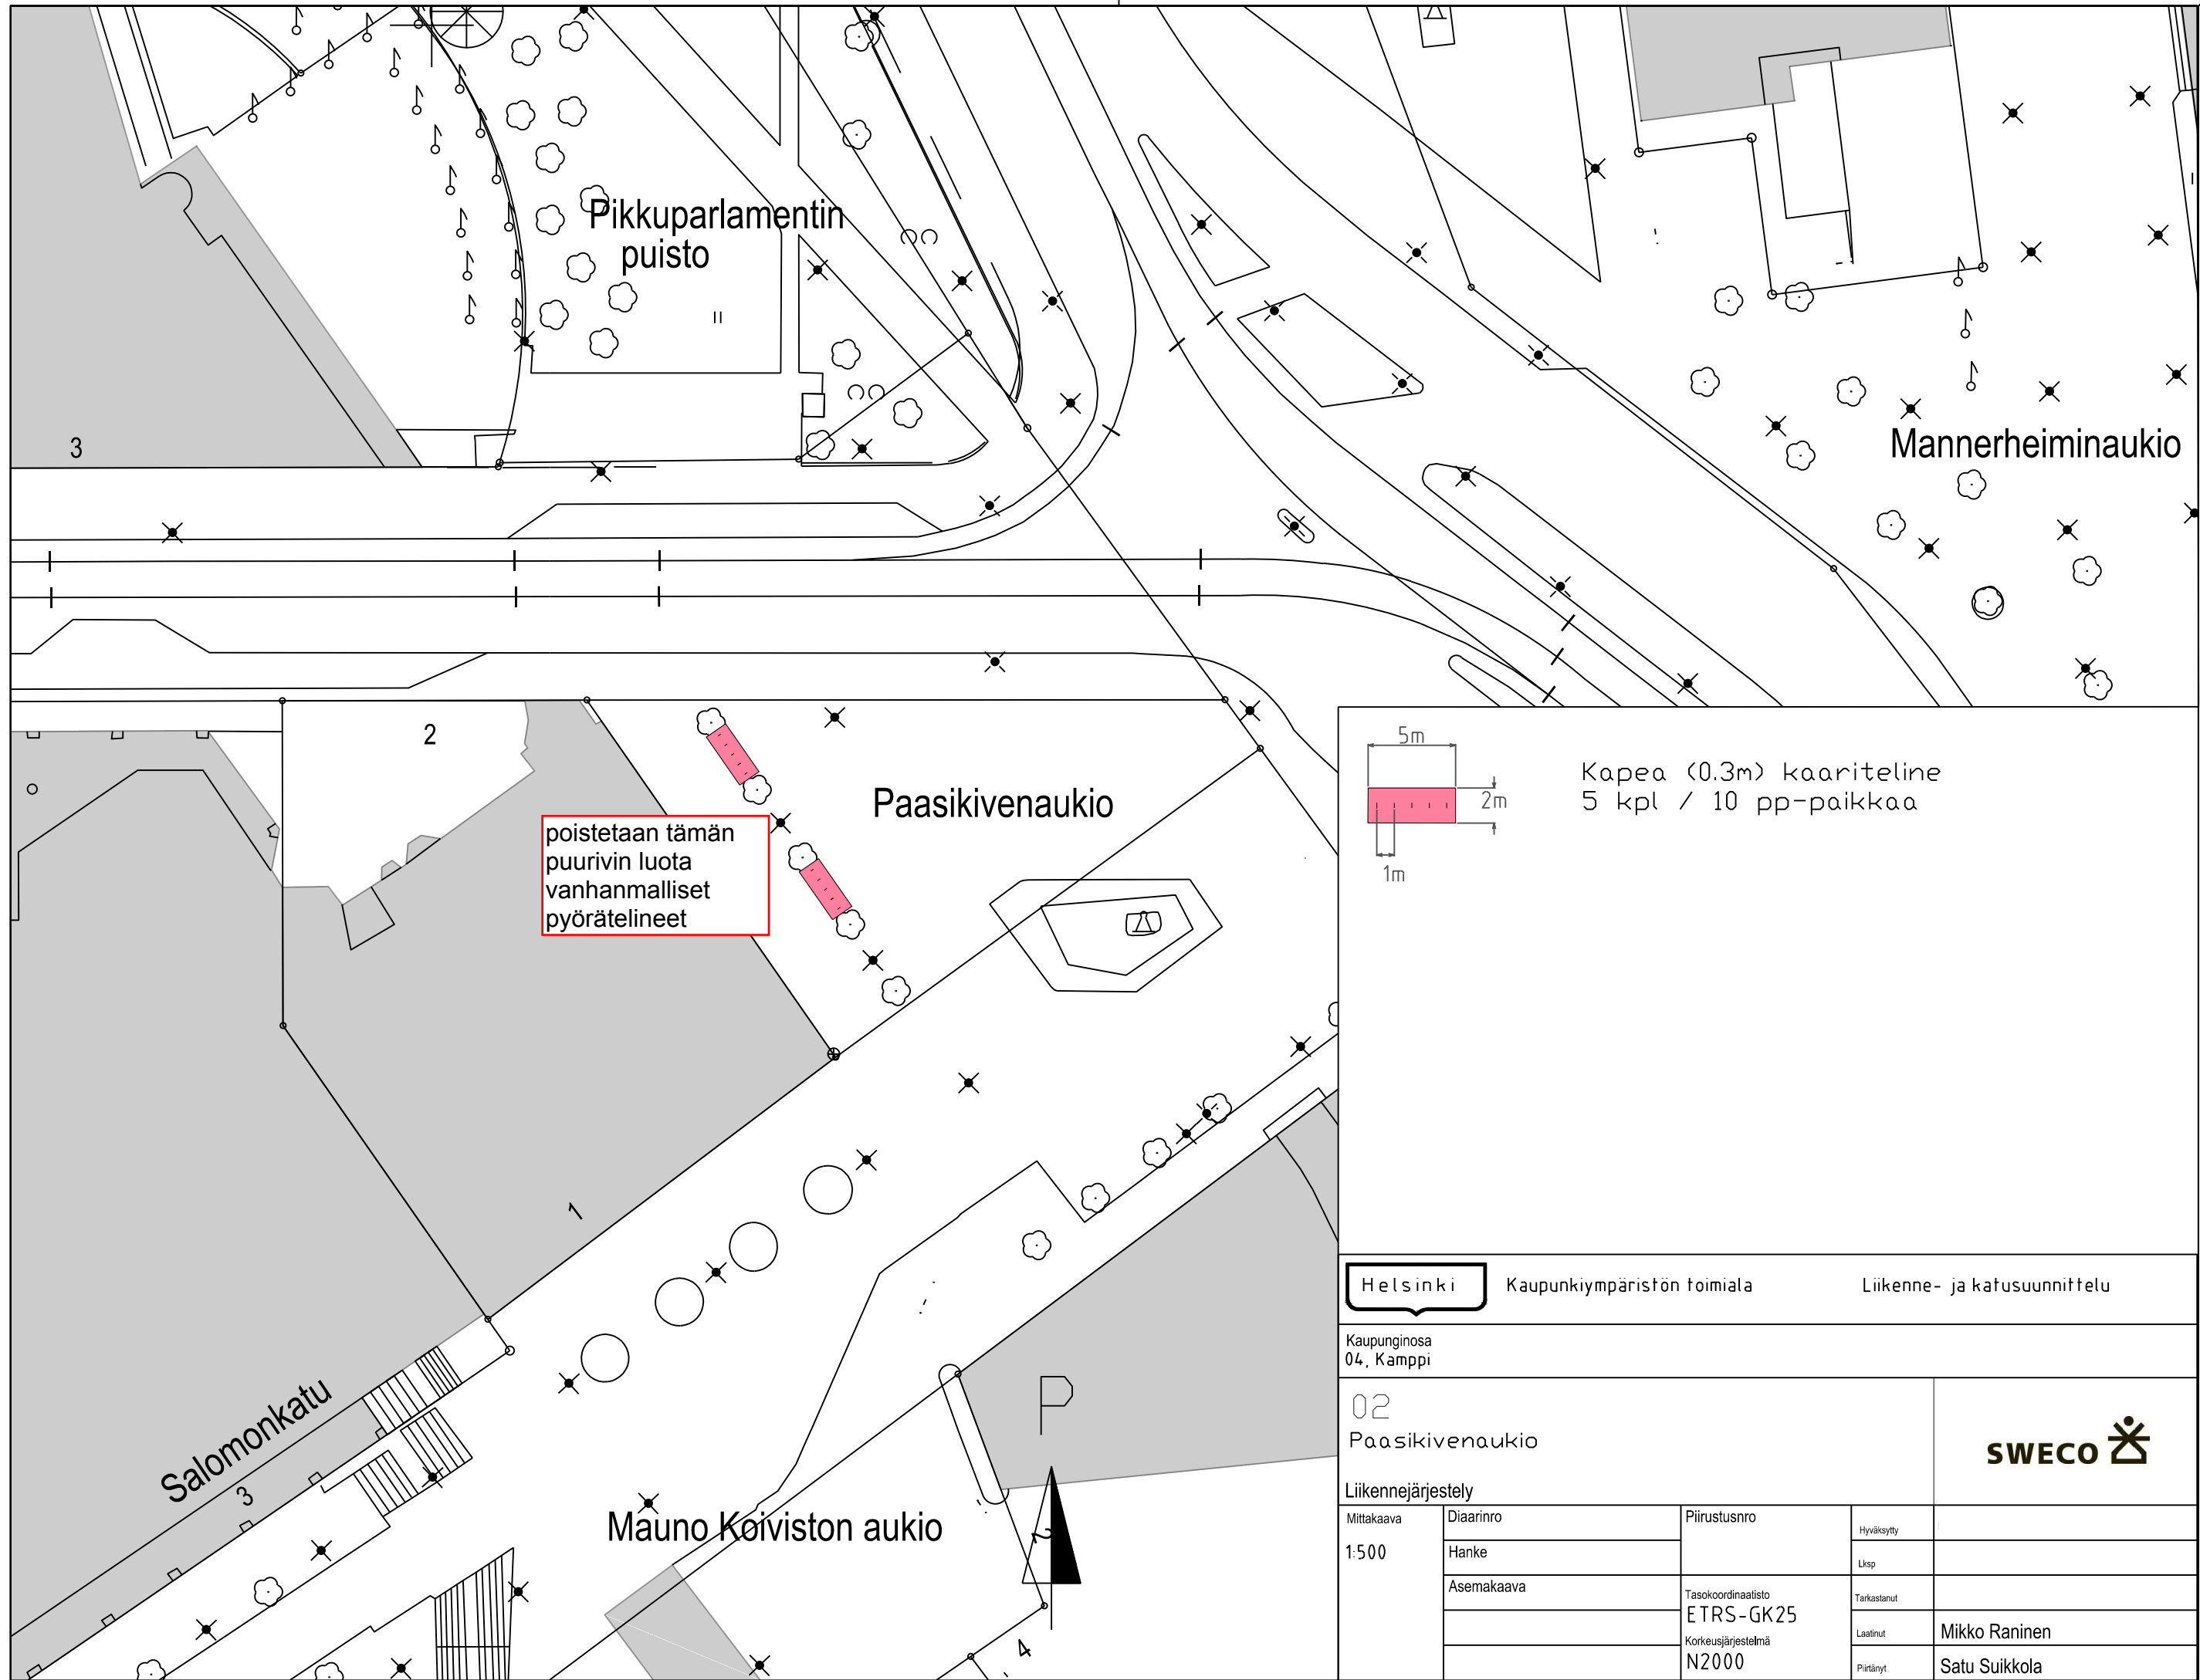 Pikkuparlamentin
puisto
3
Mannerheiminaukio
2
Paasikivenaukio
poistetaan tämän
puurivin luota
vanhanmalliset
pyörätelineet
5m
2m
1m
Kapea (0.3m) kaariteline
5 kpl / 10 pp-paikkaa
1
Salomonkatu
3
Mauno Koiviston aukio
P
2
4
Helsinki
Kaupunkiympäristön toimiala
Liikenne- ja katusuunnittelu
Kaupunginosa
04, Kamppi
02
Paasikivenaukio
Liikennejärjestely
SWECO
Mittakaava
1:500
Diaarinro
Hanke
Asemakaava
Piirustusnro
Tasokoordinaatisto
ETRS-GK25
Korkeusjärjestelmä
N2000
Hyväksytty
Lksp
Tarkastanut
Laatinut Mikko Raninen
Piirtänyt Satu Suikkola